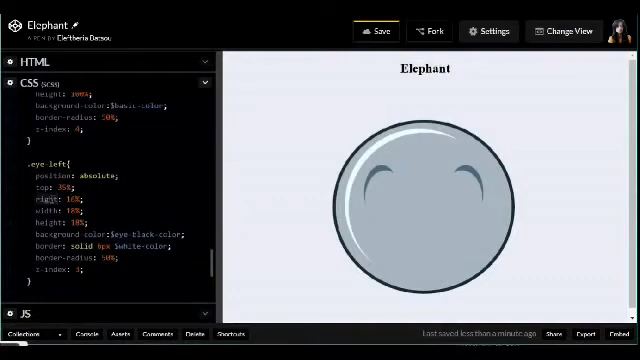 Elephant
A PEN BY Eleftheria Batsou
Save
Fork
Settings
Change View
HTML
CSS (SCSS)
height: 100%;
background-color:$basic-color;
border-radius: 50%;
z-index: 4;
}
.eye-left{
position: absolute;
top: 35%;
right: 16%;
width: 18%;
height: 18%;
background-color:$eye-black-color;
border: solid 6px $white-color;
border-radius: 50%;
z-index: 3;
}
JS
Elephant
Collections
Console
Assets
Comments
Delete
Shortcuts
Last saved less than a minute ago
Share
Export
Embed